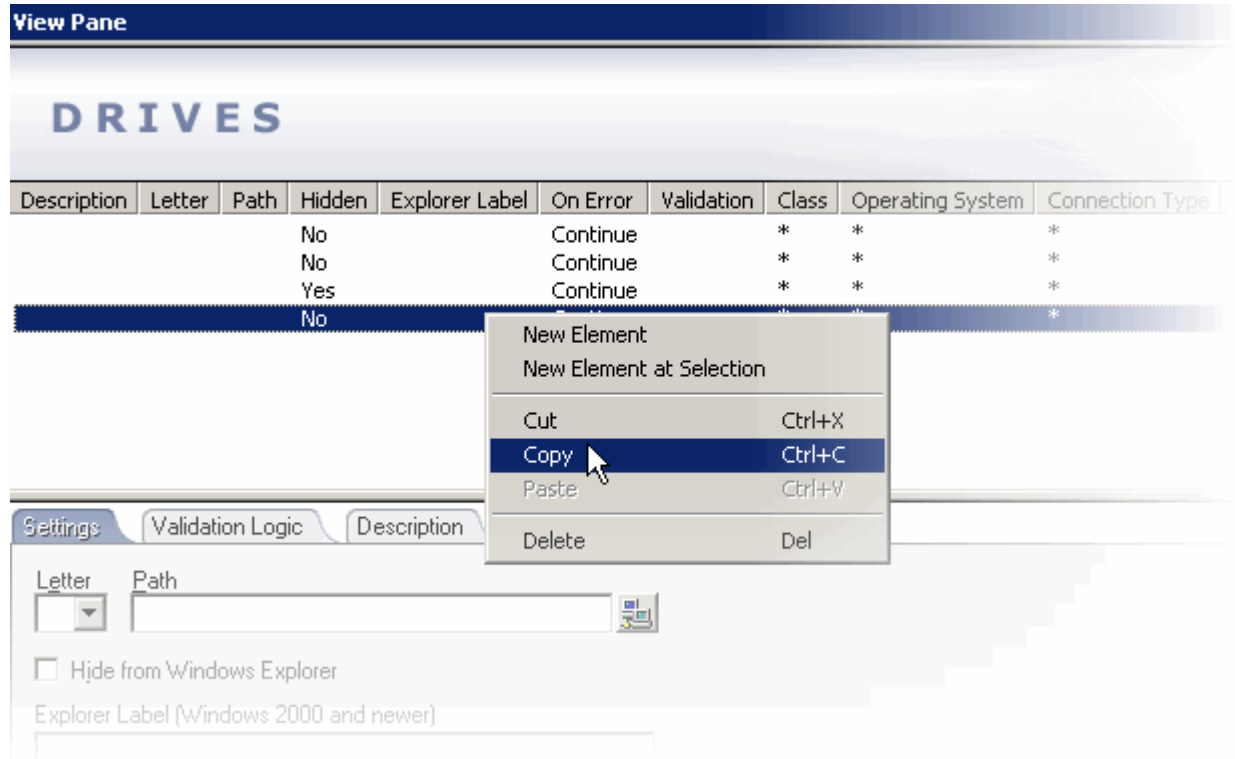 View Pane
DRIVES
Description Letter Path Hidden Explorer Label On Error Validation Class Operating System Connection Type
No Continue * * *
No Continue * * *
Yes Continue * * *
No * * *
New Element
New Element at Selection
Cut Ctrl+X
Copy Ctrl+C
Paste Ctrl+V
Delete Del
Settings Validation Logic Description
Letter Path
Hide from Windows Explorer
Explorer Label (Windows 2000 and newer)